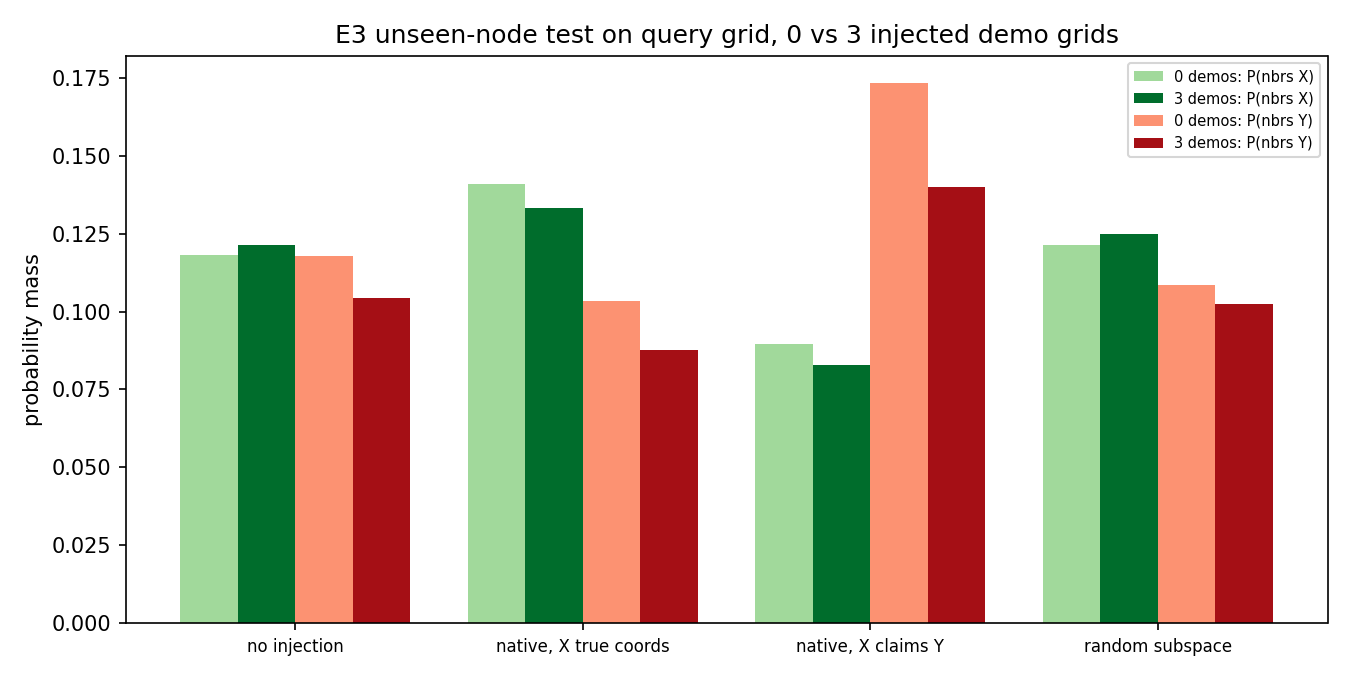 E3 unseen-node test on query grid, 0 vs 3 injected demo grids
0 demos: P(nbrs X)
3 demos: P(nbrs X)
0 demos: P(nbrs Y)
3 demos: P(nbrs Y)
probability mass
0.175
0.150
0.125
0.100
0.075
0.050
0.025
0.000
no injection
native, X true coords
native, X claims Y
random subspace